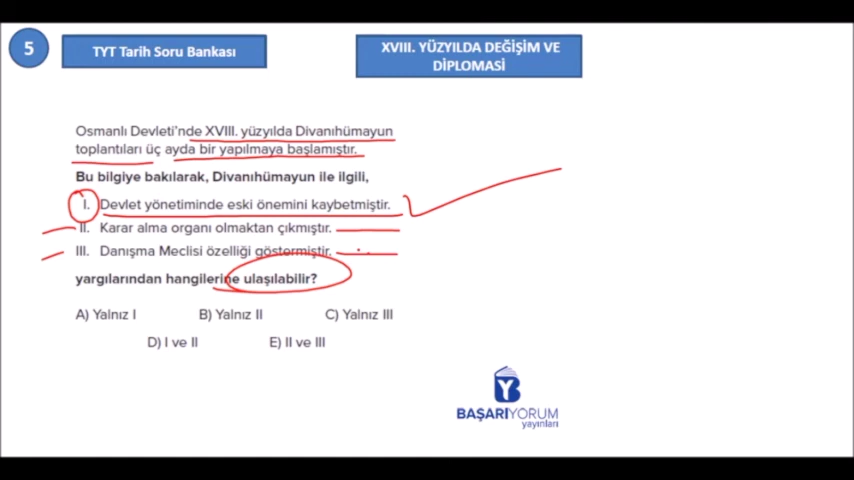 5
TYT Tarih Soru Bankası
XVIII. YÜZYILDA DEĞİŞİM VE
DİPLOMASİ
Osmanlı Devleti'nde XVIII. yüzyılda Divanıhümayun
toplantıları üç ayda bir yapılmaya başlamıştır.
Bu bilgiye bakılarak, Divanıhümayun ile ilgili,
I. Devlet yönetiminde eski önemini kaybetmiştir.
II. Karar alma organı olmaktan çıkmıştır.
III. Danışma Meclisi özelliği göstermiştir.
yargılarından hangilerine ulaşılabilir?
A) Yalnız I B) Yalnız II C) Yalnız III
D) I ve II E) II ve III
BAŞARIYORUM
yayınları